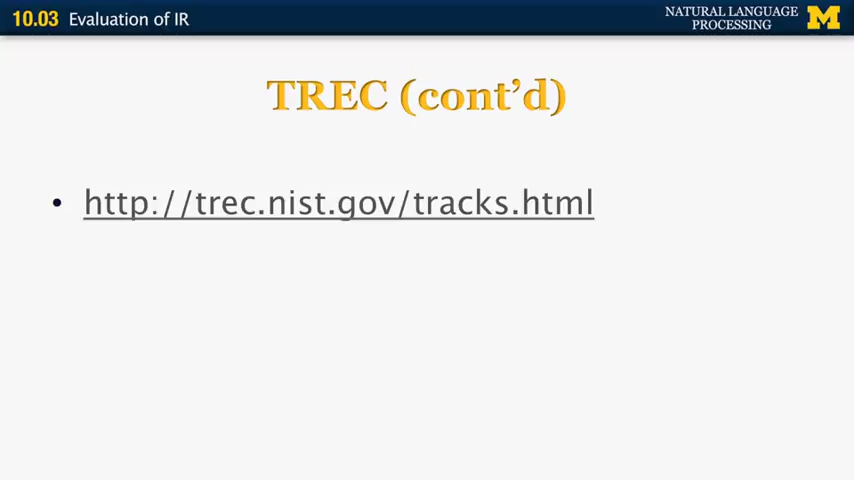 10.03 Evaluation of IR
NATURAL LANGUAGE
PROCESSING
M
TREC (cont'd)
• http://trec.nist.gov/tracks.html